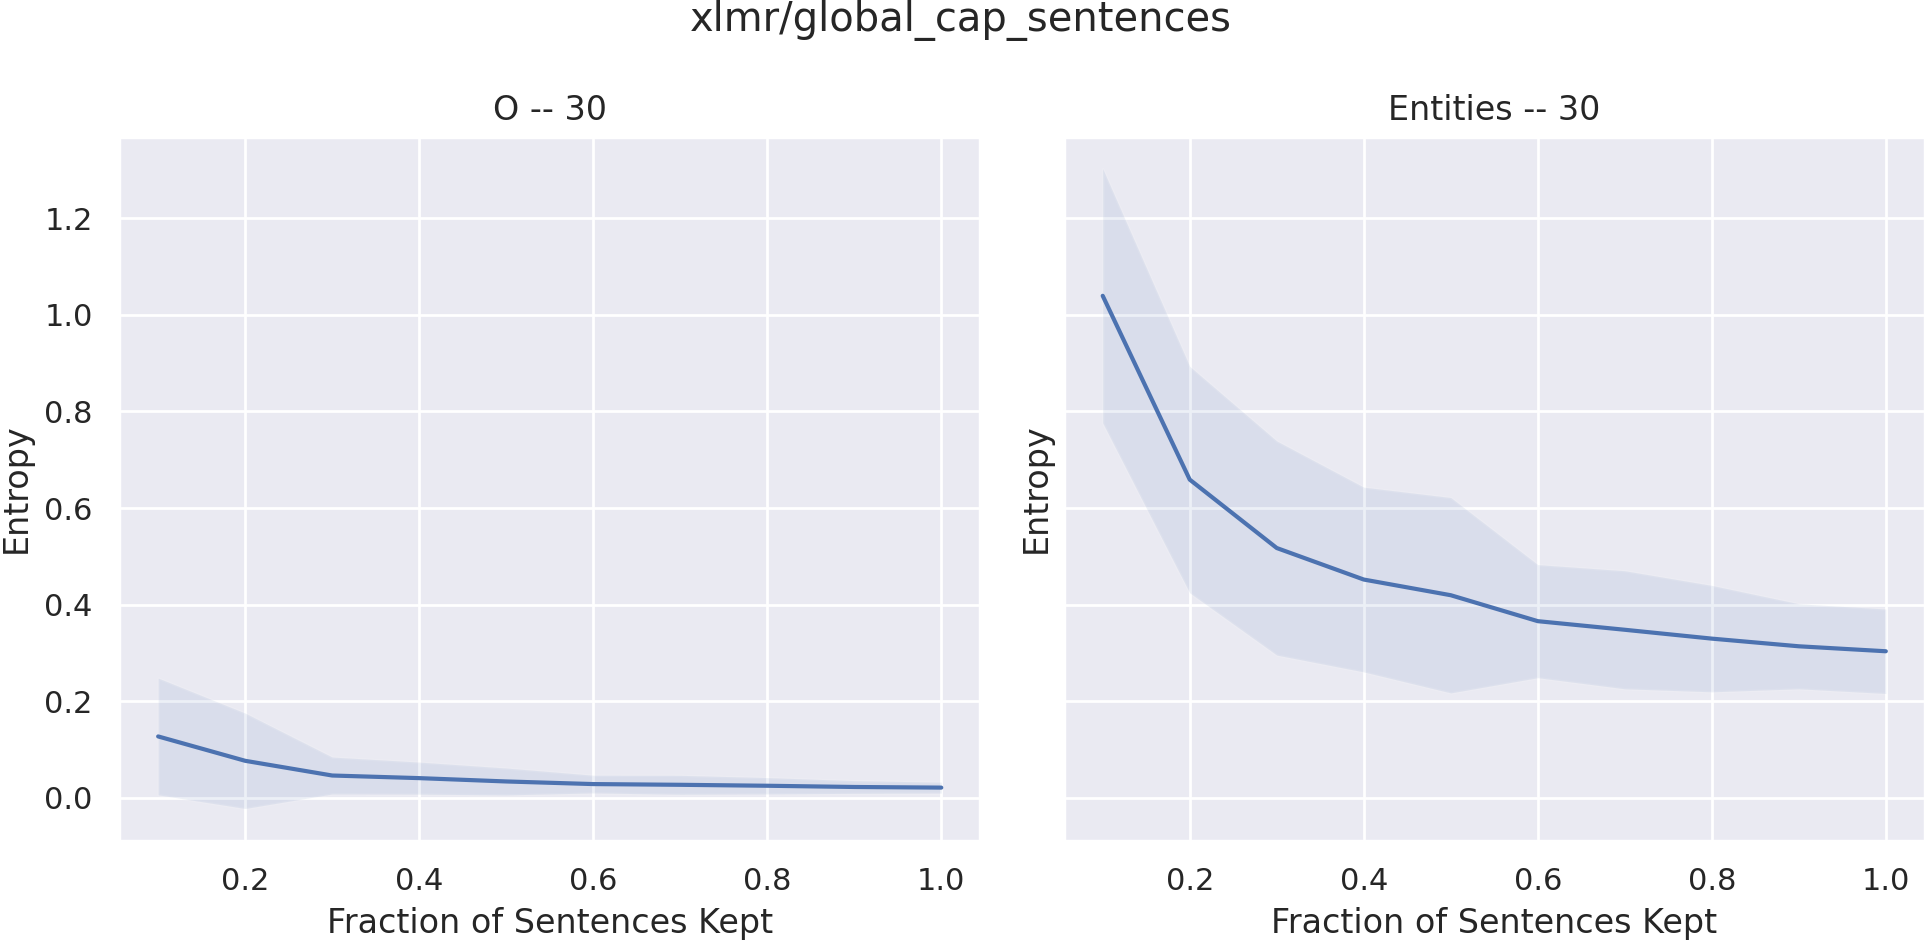 xlmr/global_cap_sentences
O -- 30
Entropy
1.2
1.0
0.8
0.6
0.4
0.2
0.0
0.2 0.4 0.6 0.8 1.0
Fraction of Sentences Kept
Entities -- 30
Entropy
0.2 0.4 0.6 0.8 1.0
Fraction of Sentences Kept